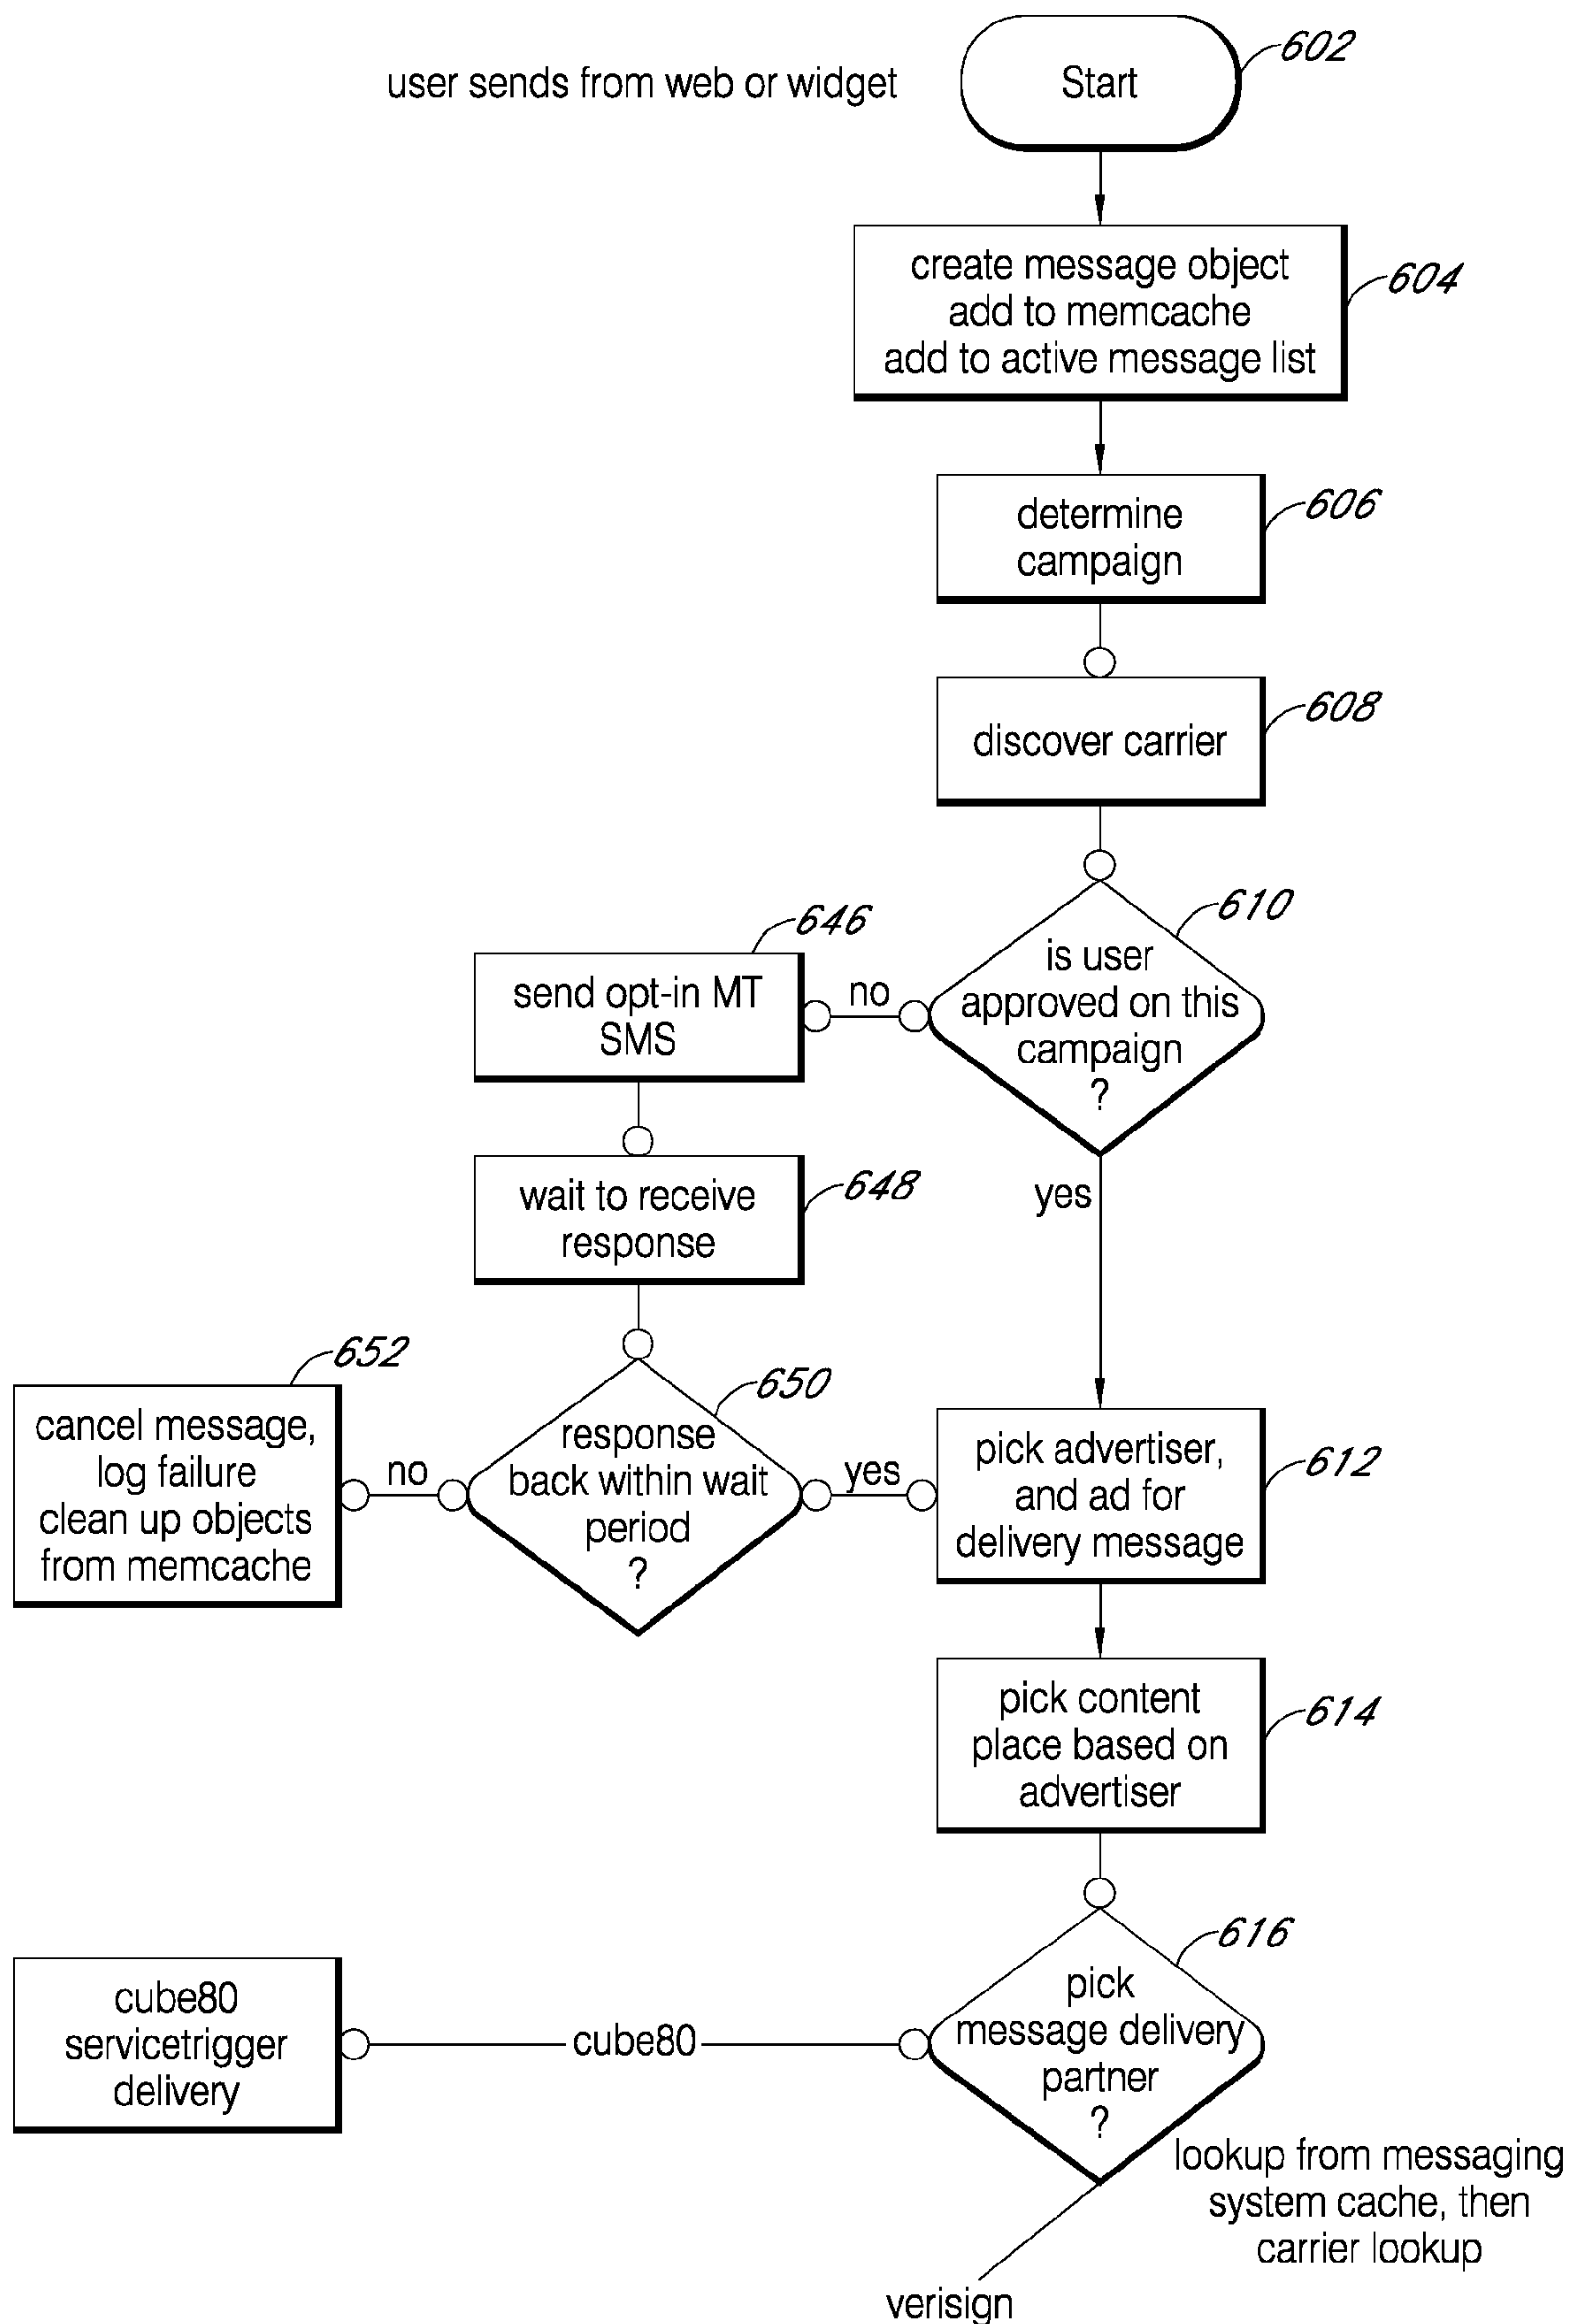 user sends from web or widget
Start
602
create message object
add to memcache
add to active message list
604
determine
campaign
606
discover carrier
608
610
is user
approved on this
campaign
?
no
646
send opt-in MT
SMS
yes
wait to receive
response
648
652
cancel message,
log failure
clean up objects
from memcache
no
650
response
back within wait
period
?
yes
pick advertiser,
and ad for
delivery message
612
pick content
place based on
advertiser
614
616
pick
message delivery
partner
?
cube80
cube80
servicetrigger
delivery
lookup from messaging
system cache, then
carrier lookup
verisign